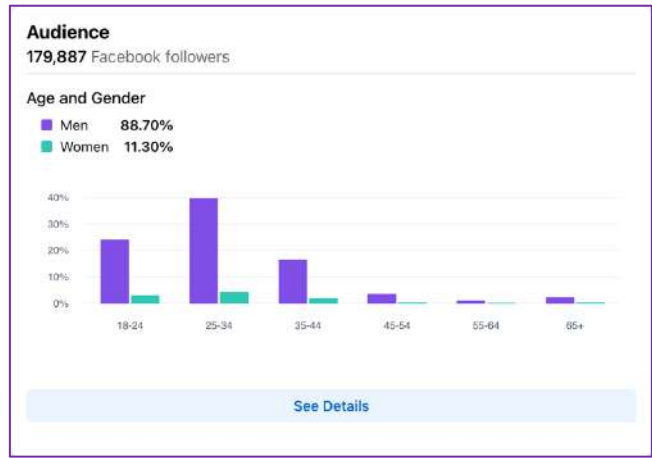 Audience
179,887 Facebook followers
Age and Gender
Men 88.70%
Women 11.30%
40%
30%
20%
10%
0%
18-24 25-34 35-44 45-54 55-64 65+
See Details